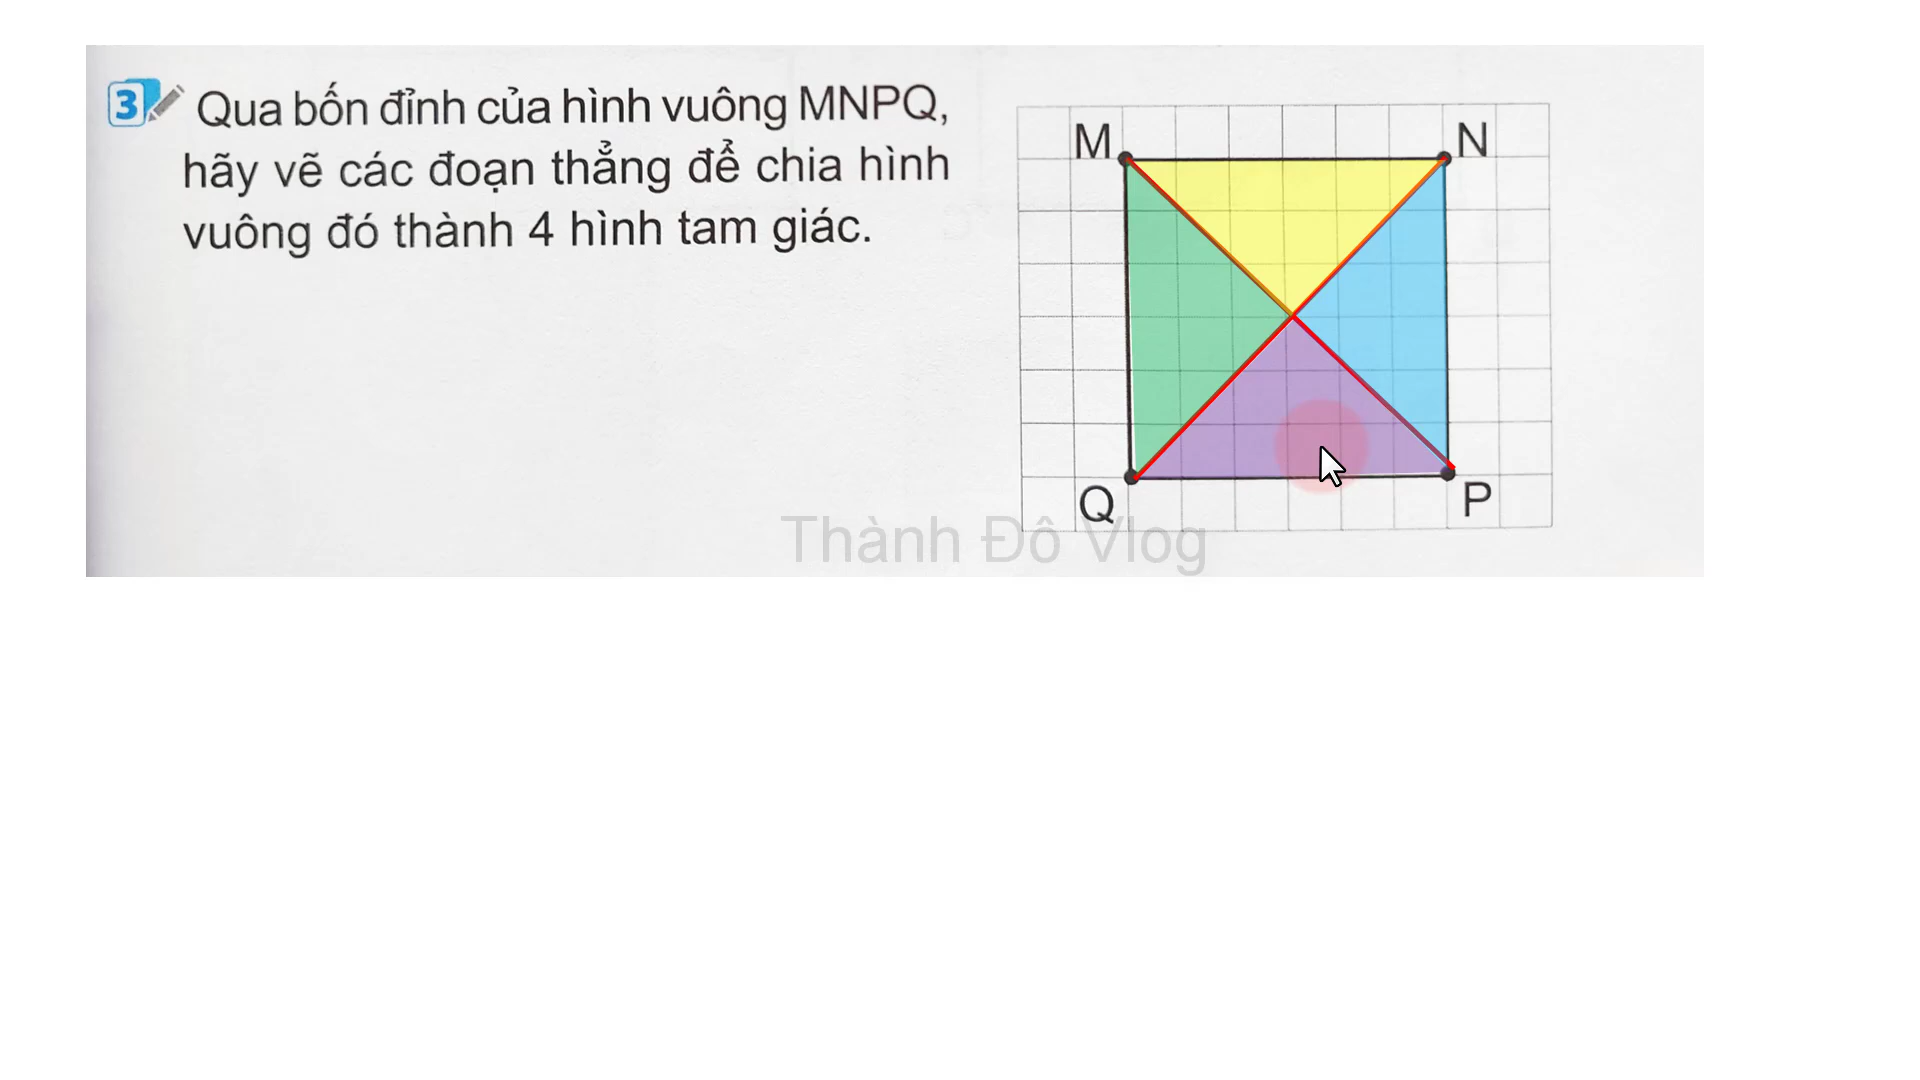 3 Qua bốn đỉnh của hình vuông MNPQ,
hãy vẽ các đoạn thẳng để chia hình
vuông đó thành 4 hình tam giác.
M
N
Q
P
Thành Đô Vlog